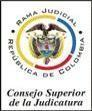 RAMA JUDICIAL
REPÚBLICA DE COLOMBIA
Consejo Superior
de la Judicatura